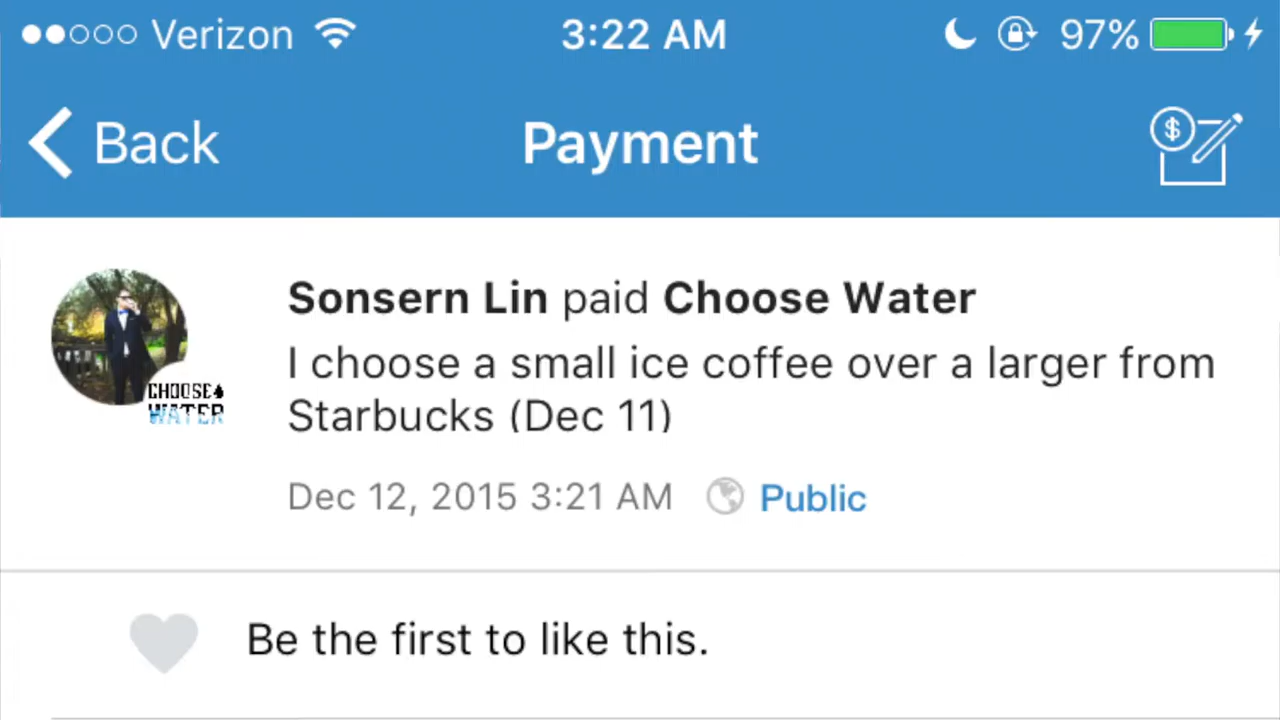 Verizon 3:22 AM 97%
Back Payment
$
Sonsern Lin paid Choose Water
I choose a small ice coffee over a larger from
Starbucks (Dec 11)
CHOOSE
WATER
Dec 12, 2015 3:21 AM Public
Be the first to like this.